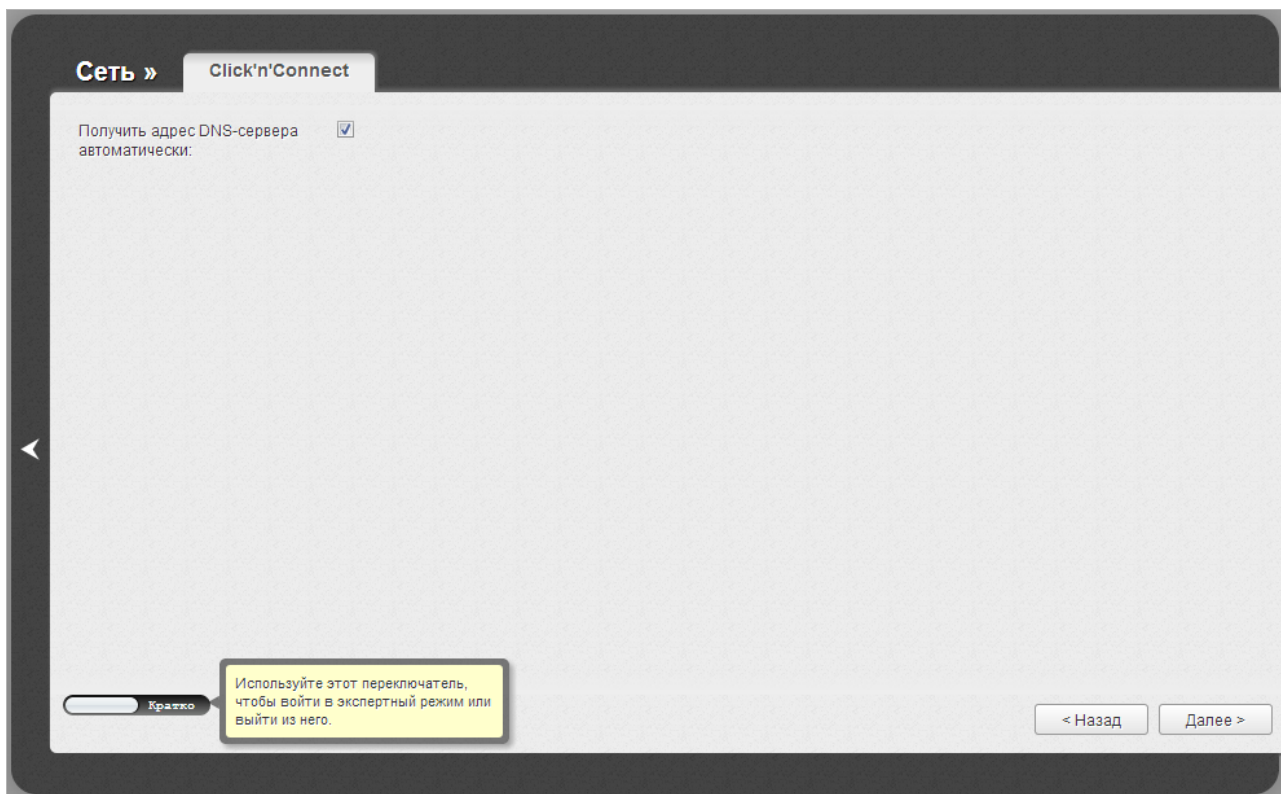 Сеть »
Click'n'Connect
Получить адрес DNS-сервера
автоматически:
Используйте этот переключатель,
чтобы войти в экспертный режим или
выйти из него.
Кратко
< Назад
Далее >